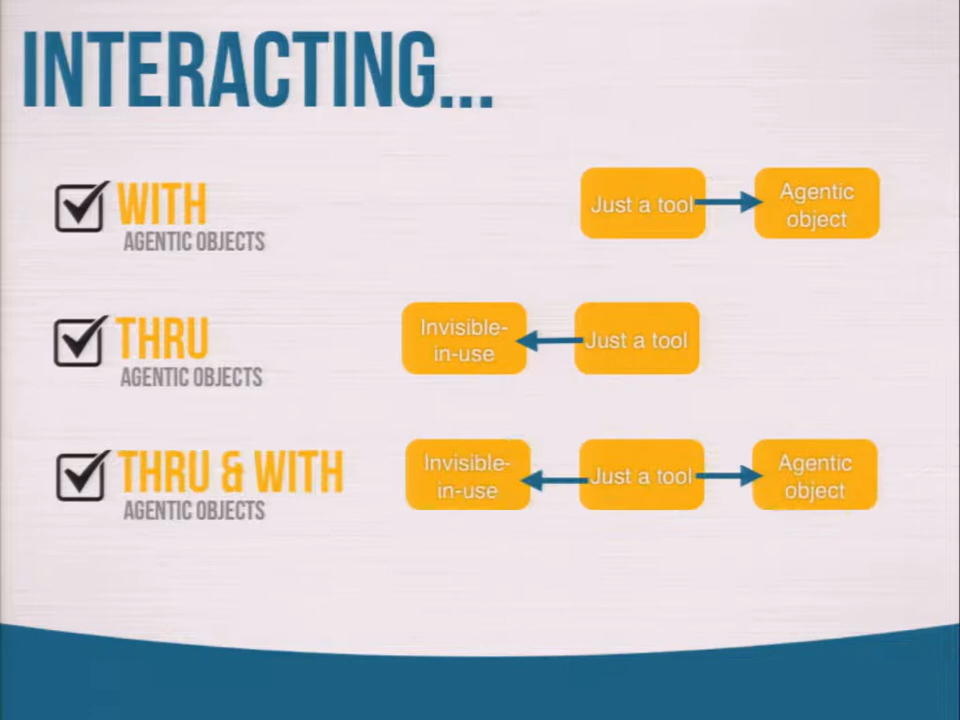 INTERACTING...
WITH
AGENTIC OBJECTS
Just a tool
Agentic
object
THRU
AGENTIC OBJECTS
Invisible-
in-use
Just a tool
THRU & WITH
AGENTIC OBJECTS
Invisible-
in-use
Just a tool
Agentic
object